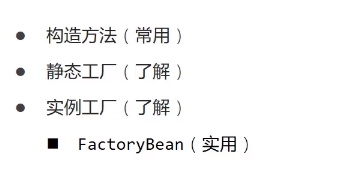 ● 构造方法（常用）
● 静态工厂（了解）
● 实例工厂（了解）
■ FactoryBean（实用）